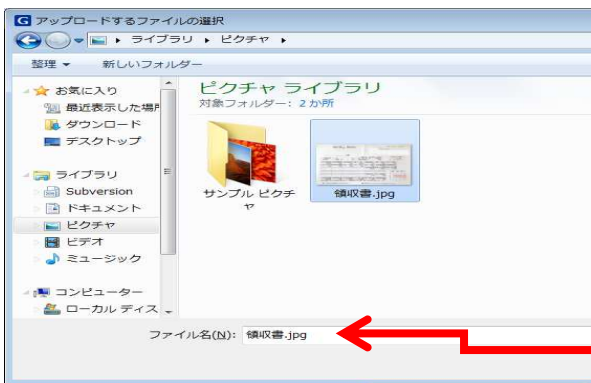 アップロードするファイルの選択
ライブラリ ▸ ピクチャ ▸
整理 ▼ 新しいフォルダー
お気に入り
最近表示した場所
ダウンロード
デスクトップ
ライブラリ
Subversion
ドキュメント
ピクチャ
ビデオ
ミュージック
コンピューター
ローカル ディス
ピクチャ ライブラリ
対象フォルダー: 2 か所
サンプル ピクチ
ャ
領収書.jpg
ファイル名(N): 領収書.jpg